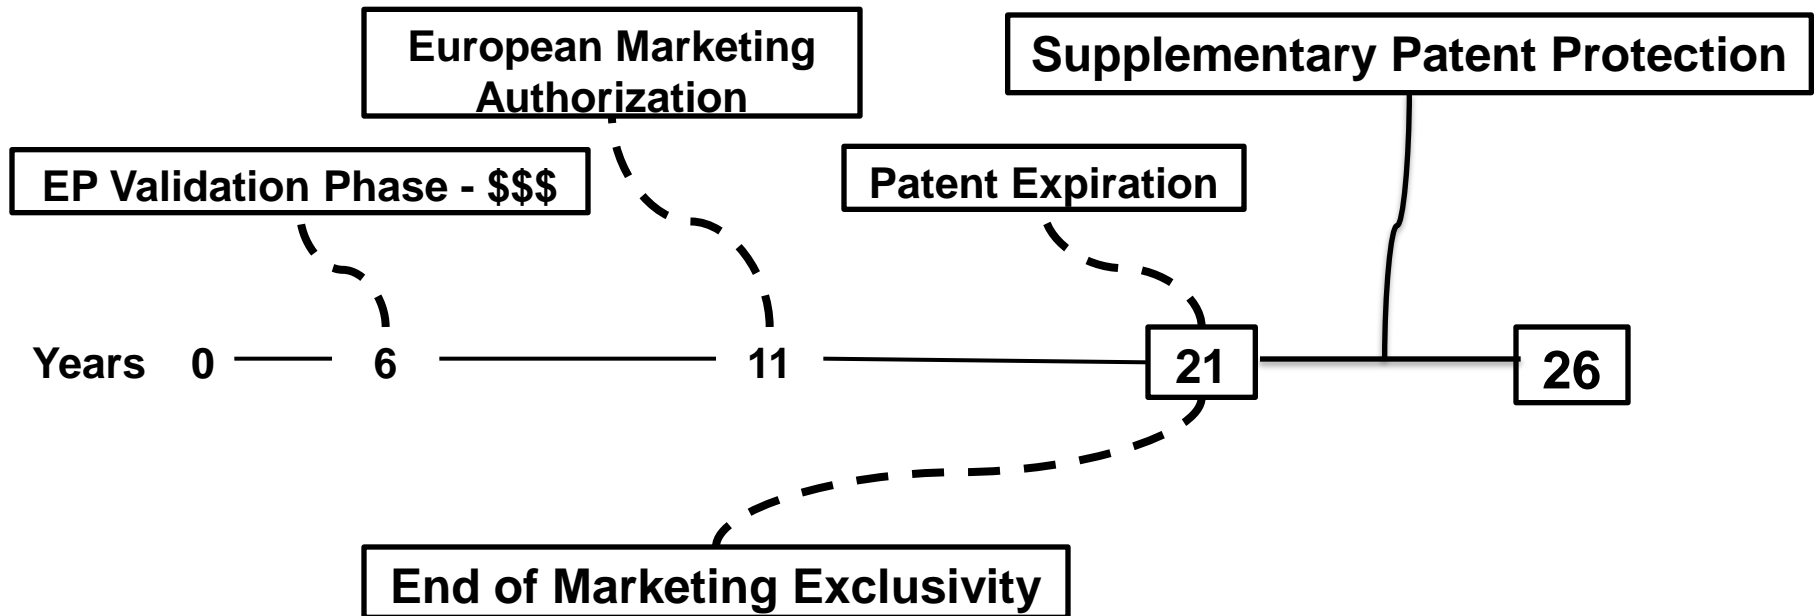 European Marketing
Authorization
Supplementary Patent Protection
EP Validation Phase - $$$
Patent Expiration
Years 0 6 11 21 26
End of Marketing Exclusivity